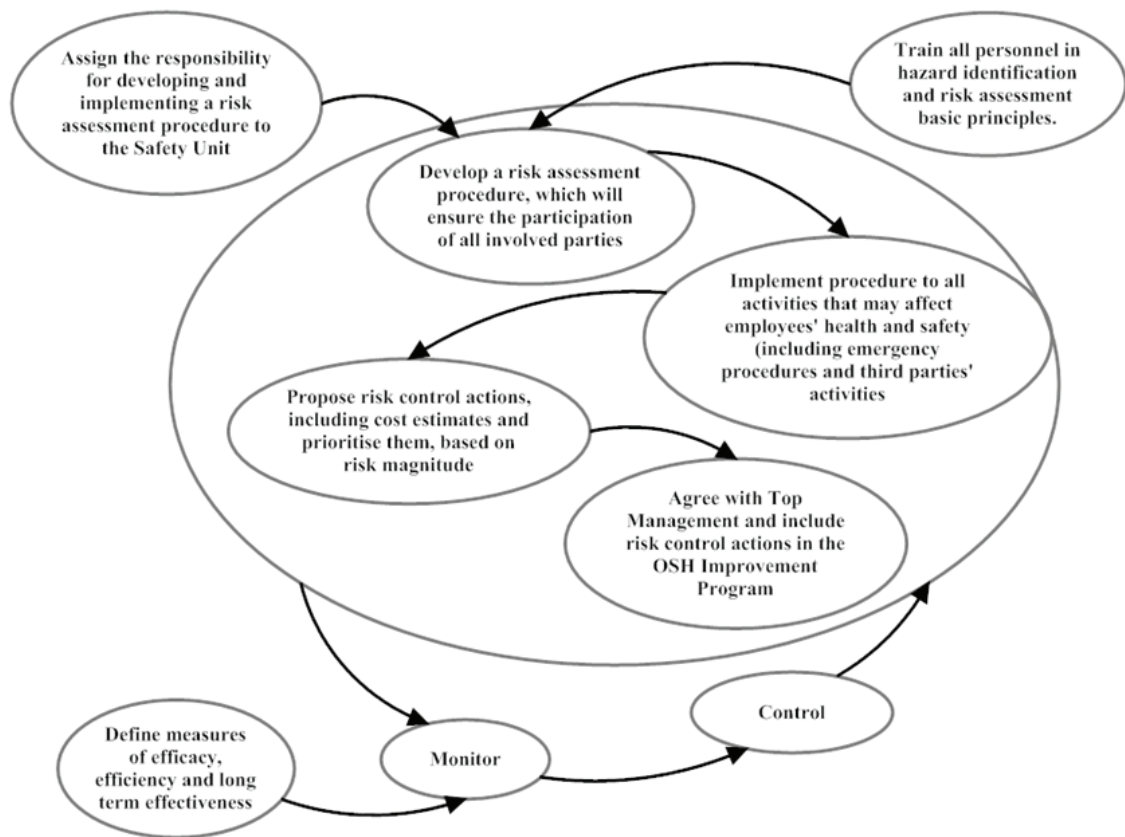 Assign the responsibility
for developing and
implementing a risk
assessment procedure to
the Safety Unit
Train all personnel in
hazard identification
and risk assessment
basic principles.
Develop a risk assessment
procedure, which will
ensure the participation
of all involved parties
Implement procedure to all
activities that may affect
employees' health and safety
(including emergency
procedures and third parties'
activities
Propose risk control actions,
including cost estimates and
prioritise them, based on
risk magnitude
Agree with Top
Management and include
risk control actions in the
OSH Improvement
Program
Control
Define measures
of efficacy,
efficiency and long
term effectiveness
Monitor